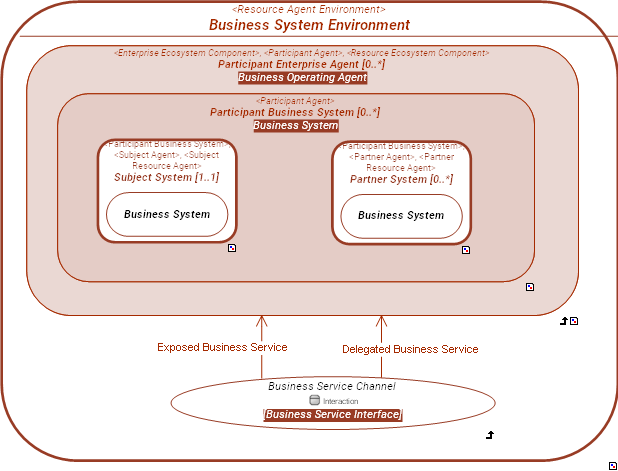 <Resource Agent Environment>
Business System Environment
<Enterprise Ecosystem Component>, <Participant Agent>, <Resource Ecosystem Component>
Participant Enterprise Agent [0..*]
Business Operating Agent
<Participant Agent>
Participant Business System [0..*]
Business System
<Participant Business System>,
<Subject Agent>, <Subject
Resource Agent>
Subject System [1..1]
Business System
<Participant Business System>,
<Partner Agent>, <Partner
Resource Agent>
Partner System [0..*]
Business System
Exposed Business Service
Delegated Business Service
Business Service Channel
Interaction
[Business Service Interface]